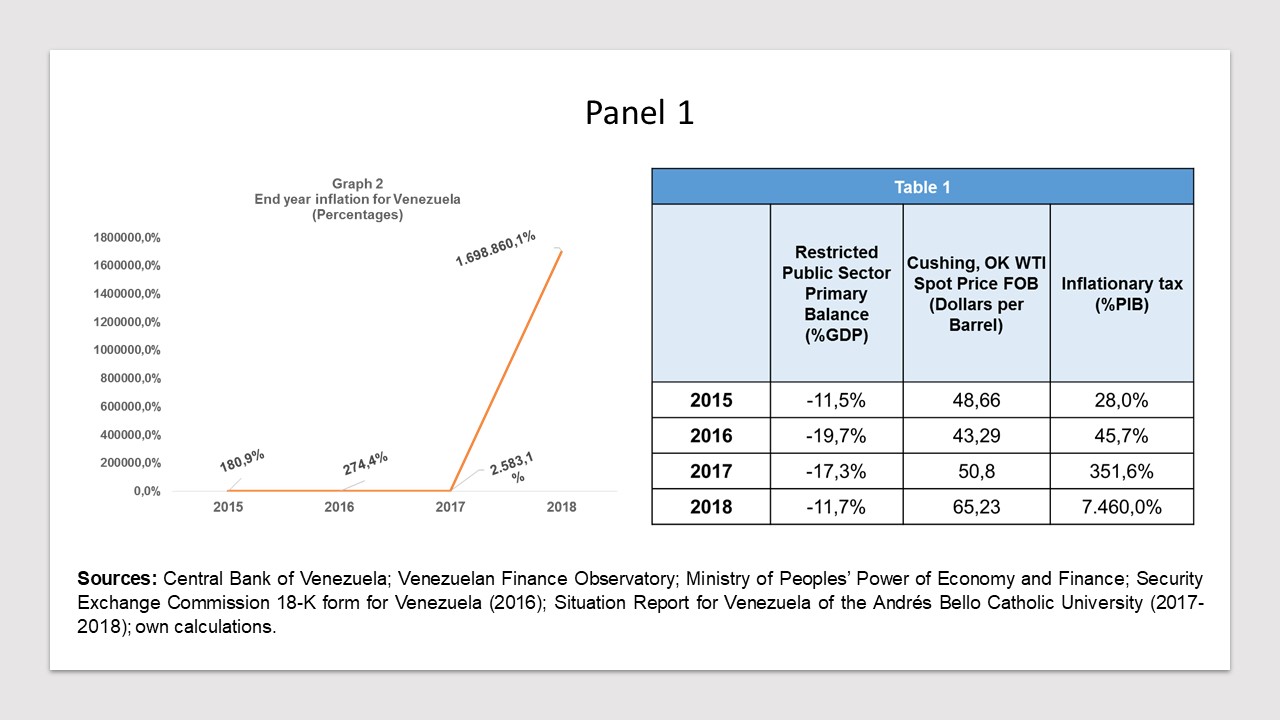 Panel 1
Graph 2
End year inflation for Venezuela
(Percentages)
1800000,0%
1600000,0%
1400000,0%
1200000,0%
1000000,0%
800000,0%
600000,0%
400000,0%
200000,0%
0,0%
180,9%
274,4%
2.583,1
%
1.698.860,1%
2015 2016 2017 2018
Table 1
Restricted
Public Sector
Primary
Balance
(%GDP)
Cushing, OK WTI
Spot Price FOB
(Dollars per
Barrel)
Inflationary tax
(%PIB)
2015 -11,5% 48,66 28,0%
2016 -19,7% 43,29 45,7%
2017 -17,3% 50,8 351,6%
2018 -11,7% 65,23 7.460,0%
Sources: Central Bank of Venezuela; Venezuelan Finance Observatory; Ministry of Peoples’ Power of Economy and Finance; Security
Exchange Commission 18-K form for Venezuela (2016); Situation Report for Venezuela of the Andrés Bello Catholic University (2017-
2018); own calculations.